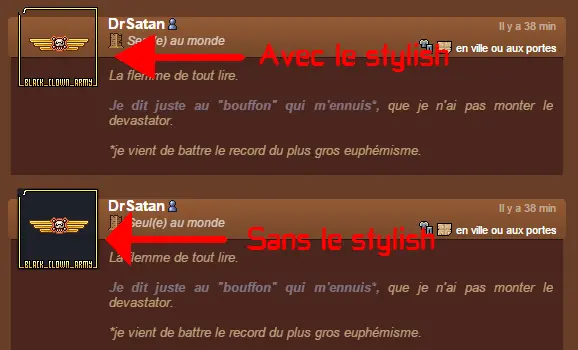 DrSatan
Il y a 38 min
Seul(e) au monde
Avec le stylish
en ville ou aux portes
BLACK_CLOWN_ARMY
La flemme de tout lire.
Je dit juste au "bouffon" qui m'ennuis*, que je n'ai pas monter le
devastator.
*je vient de battre le record du plus gros euphémisme.
DrSatan
Il y a 38 min
Seul(e) au monde
Sans le stylish
en ville ou aux portes
BLACK_CLOWN_ARMY
La flemme de tout lire.
Je dit juste au "bouffon" qui m'ennuis*, que je n'ai pas monter le
devastator.
*je vient de battre le record du plus gros euphémisme.